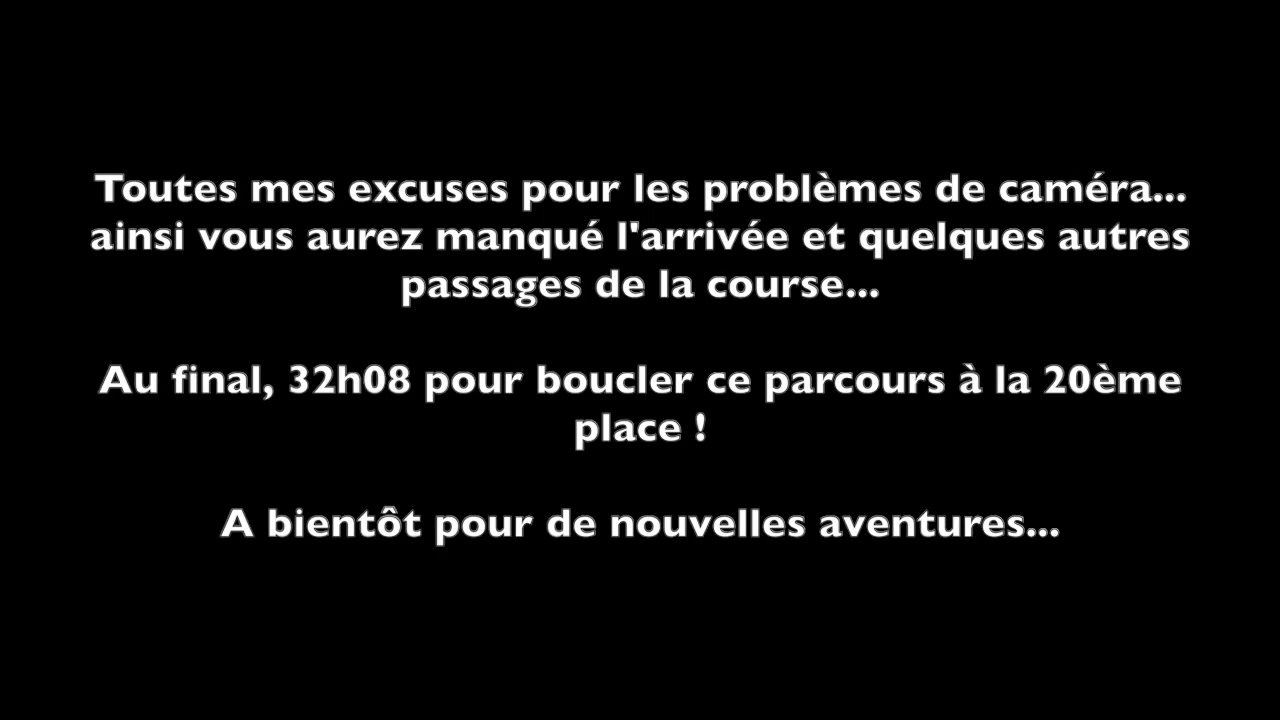 Toutes mes excuses pour les problèmes de caméra...
ainsi vous aurez manqué l'arrivée et quelques autres
passages de la course...
Au final, 32h08 pour boucler ce parcours à la 20ème
place !
A bientôt pour de nouvelles aventures...